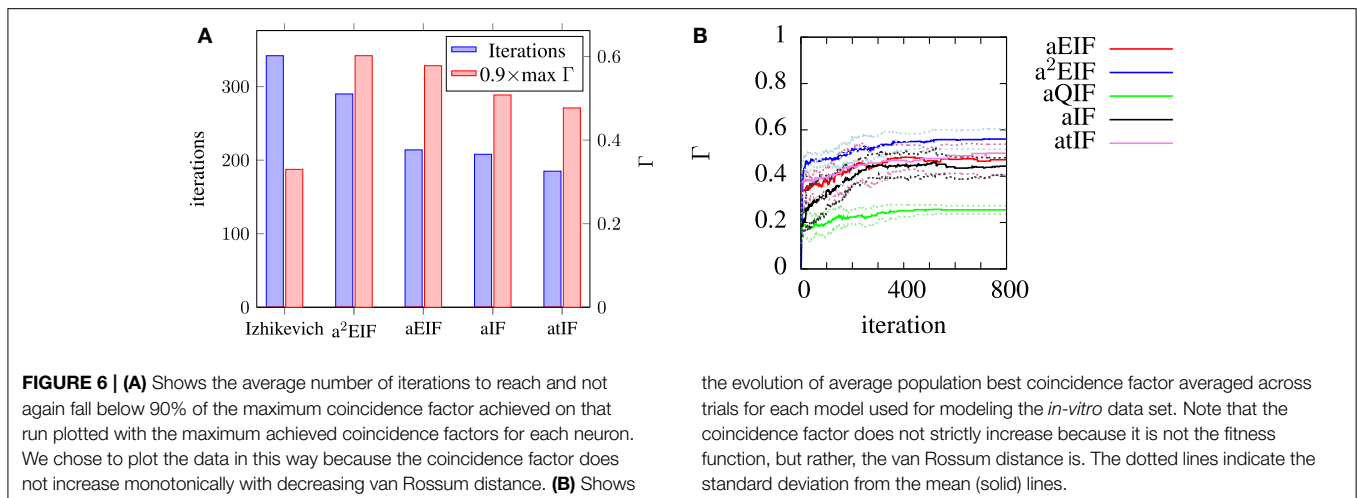 A
Iterations
0.9×max Γ
iterations
300
200
100
0
0.6
0.4
0.2
0
Γ
Izhikevich
a²EIF
aEIF
aIF
atIF
B
1
0.8
0.6
0.4
0.2
0
Γ
0
400
800
iteration
aEIF
a²EIF
aQIF
aIF
atIF
FIGURE 6 | (A) Shows the average number of iterations to reach and not
again fall below 90% of the maximum coincidence factor achieved on that
run plotted with the maximum achieved coincidence factors for each neuron.
We chose to plot the data in this way because the coincidence factor does
not increase monotonically with decreasing van Rossum distance. (B) Shows
the evolution of average population best coincidence factor averaged across
trials for each model used for modeling the in-vitro data set. Note that the
coincidence factor does not strictly increase because it is not the fitness
function, but rather, the van Rossum distance is. The dotted lines indicate the
standard deviation from the mean (solid) lines.